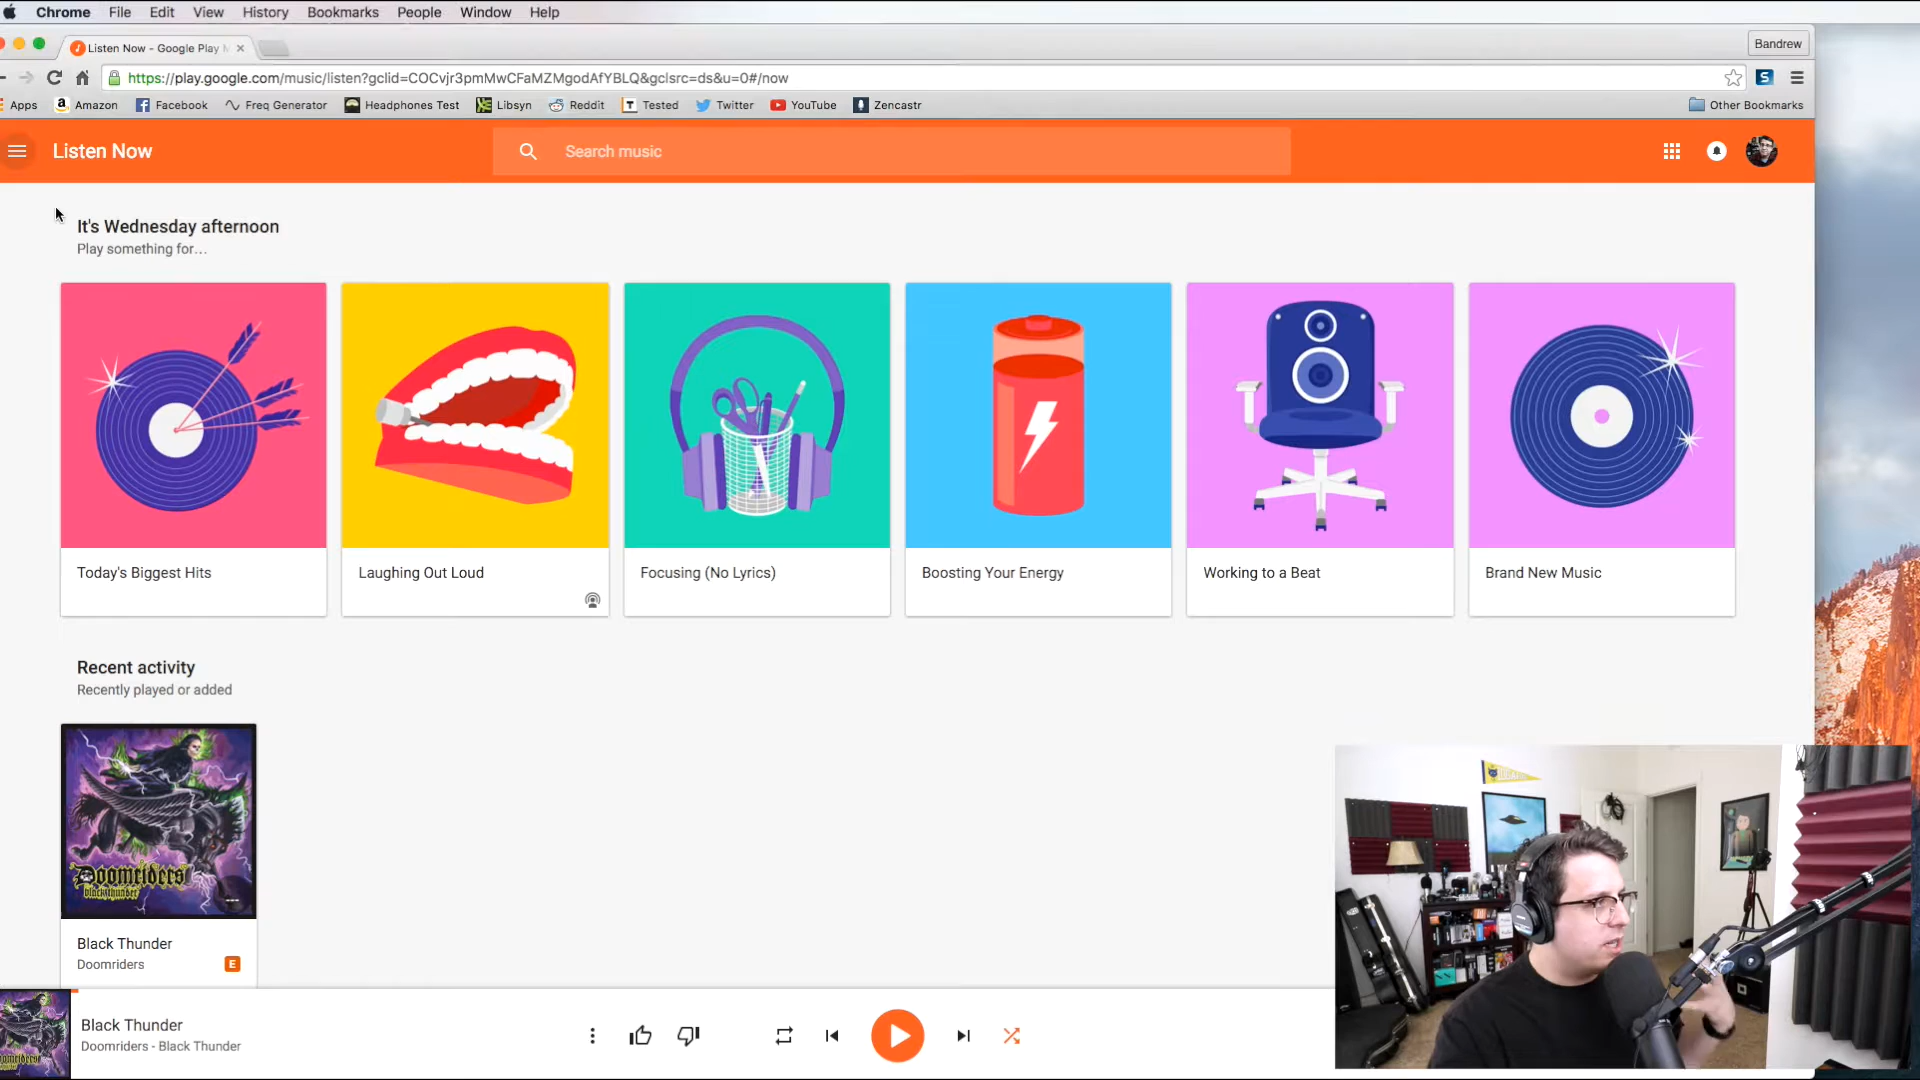 Chrome File Edit View History Bookmarks People Window Help
Listen Now - Google Play M
Bandrew
https://play.google.com/music/listen?gclid=COCvjr3pmMwCFaMZMgodAfYBLQ&gclsrc=ds&u=0#/now
Apps Amazon Facebook Freq Generator Headphones Test Libsyn Reddit Tested Twitter YouTube Zencastr Other Bookmarks
Listen Now
Search music
It's Wednesday afternoon
Play something for...
Today's Biggest Hits
Laughing Out Loud
Focusing (No Lyrics)
Boosting Your Energy
Working to a Beat
Brand New Music
Recent activity
Recently played or added
Doomriders
black thunder
Black Thunder
Doomriders
E
Black Thunder
Doomriders - Black Thunder